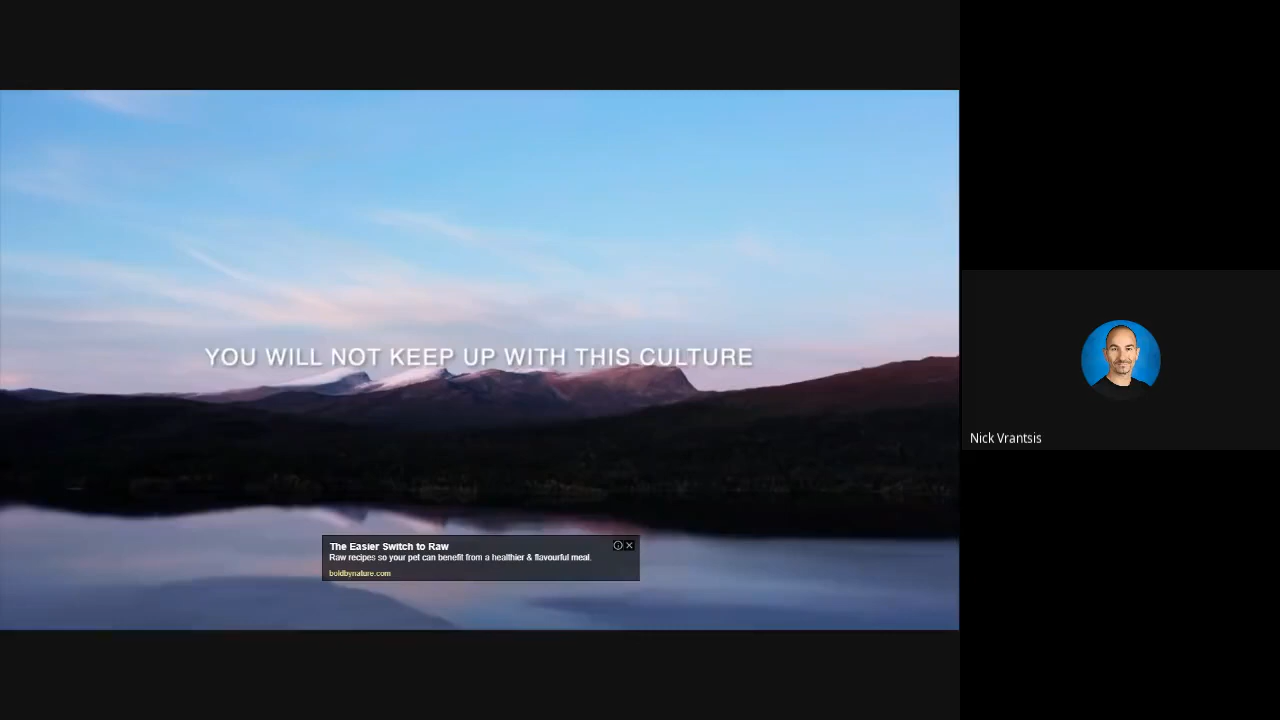 YOU WILL NOT KEEP UP WITH THIS CULTURE
The Easier Switch to Raw
Raw recipes so your pet can benefit from a healthier & flavourful meal.
boldbynature.com
Nick Vrantsis